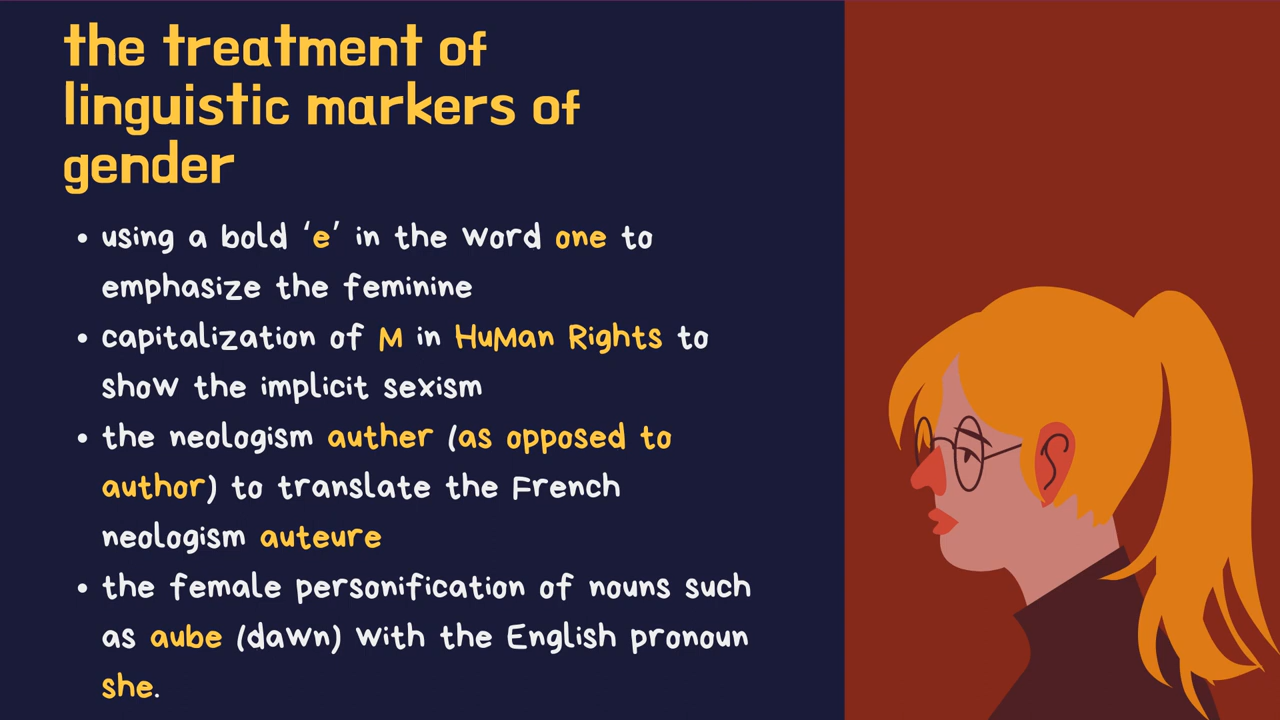 the treatment of
linguistic markers of
gender
• using a bold ‘e’ in the word one to
emphasize the feminine
• capitalization of M in HuMan Rights to
show the implicit sexism
• the neologism auther (as opposed to
author) to translate the French
neologism auteure
• the female personification of nouns such
as aube (dawn) with the English pronoun
she.